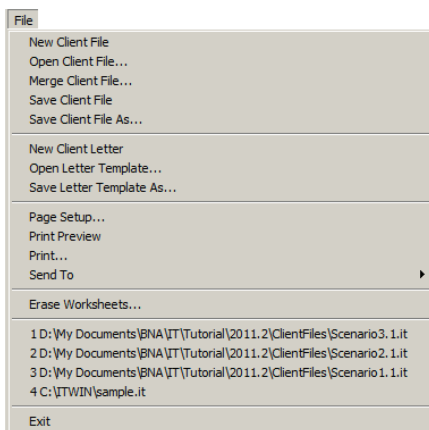 File
New Client File
Open Client File...
Merge Client File...
Save Client File
Save Client File As...
New Client Letter
Open Letter Template...
Save Letter Template As...
Page Setup...
Print Preview
Print...
Send To
Erase Worksheets...
1 D:\My Documents\BNA\IT\Tutorial\2011.2\ClientFiles\Scenario3.1.it
2 D:\My Documents\BNA\IT\Tutorial\2011.2\ClientFiles\Scenario2.1.it
3 D:\My Documents\BNA\IT\Tutorial\2011.2\ClientFiles\Scenario1.1.it
4 C:\ITWIN\sample.it
Exit